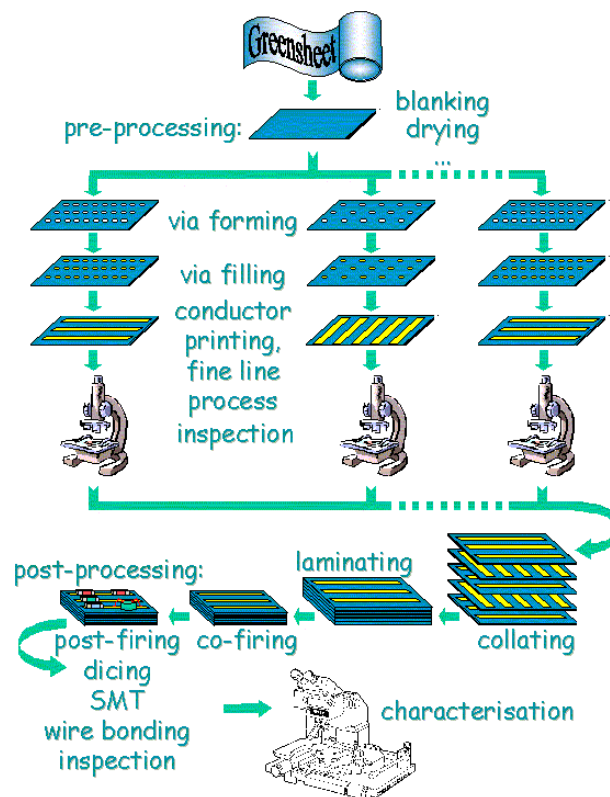 Greensheet
pre-processing:
blanking
drying
...
via forming
via filling
conductor
printing,
fine line
process
inspection
post-processing:
laminating
post-firing
co-firing
collating
dicing
SMT
wire bonding
inspection
characterisation